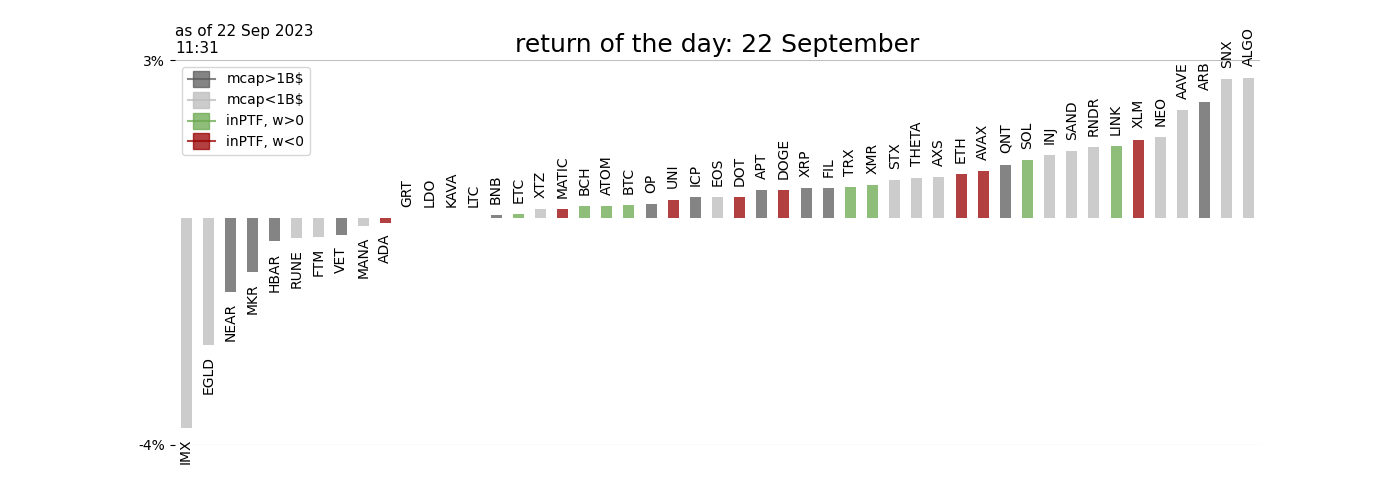 as of 22 Sep 2023
11:31
return of the day: 22 September
3%
mcap>1B$
mcap<1B$
inPTF, w>0
inPTF, w<0
-4%
IMX
EGLD
NEAR
MKR
HBAR
RUNE
FTM
VET
MANA
ADA
GRT
LDO
KAVA
LTC
BNB
ETC
XTZ
MATIC
BCH
ATOM
BTC
OP
UNI
ICP
EOS
DOT
APT
DOGE
XRP
FIL
TRX
XMR
STX
THETA
AXS
ETH
AVAX
QNT
SOL
INJ
SAND
RNDR
LINK
XLM
NEO
AAVE
ARB
SNX
ALGO